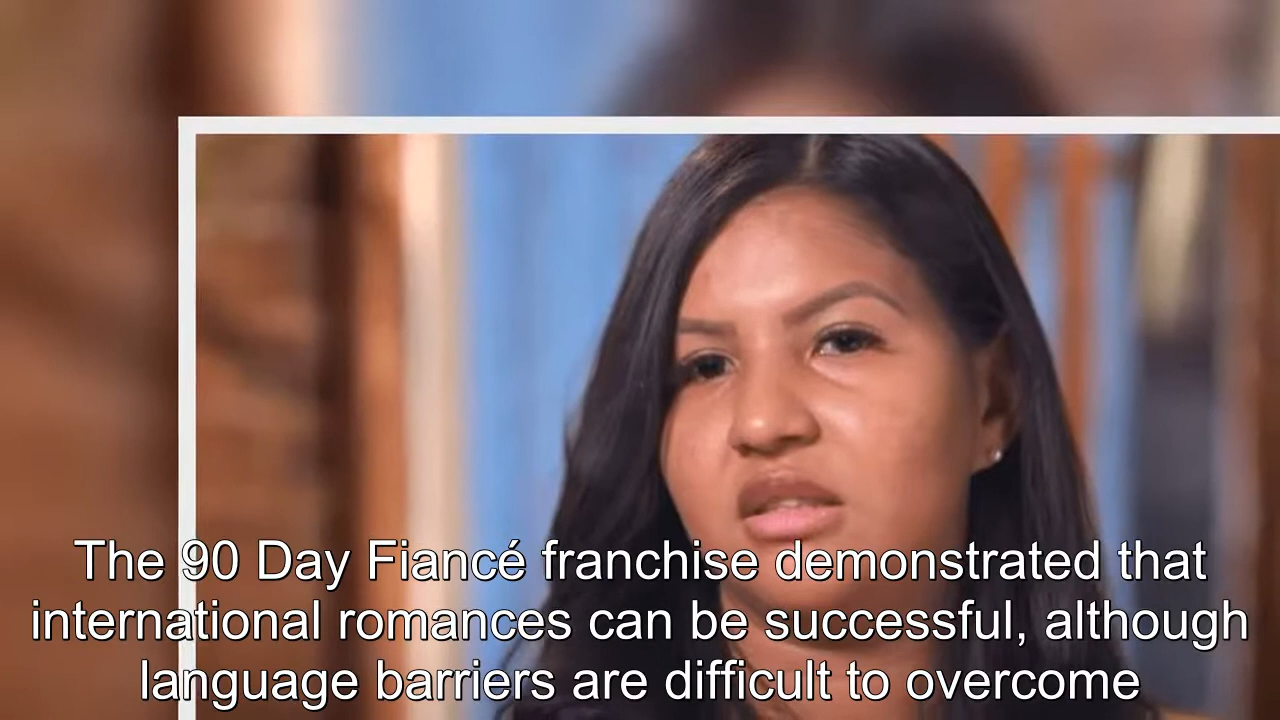 The 90 Day Fiancé franchise demonstrated that
international romances can be successful, although
language barriers are difficult to overcome